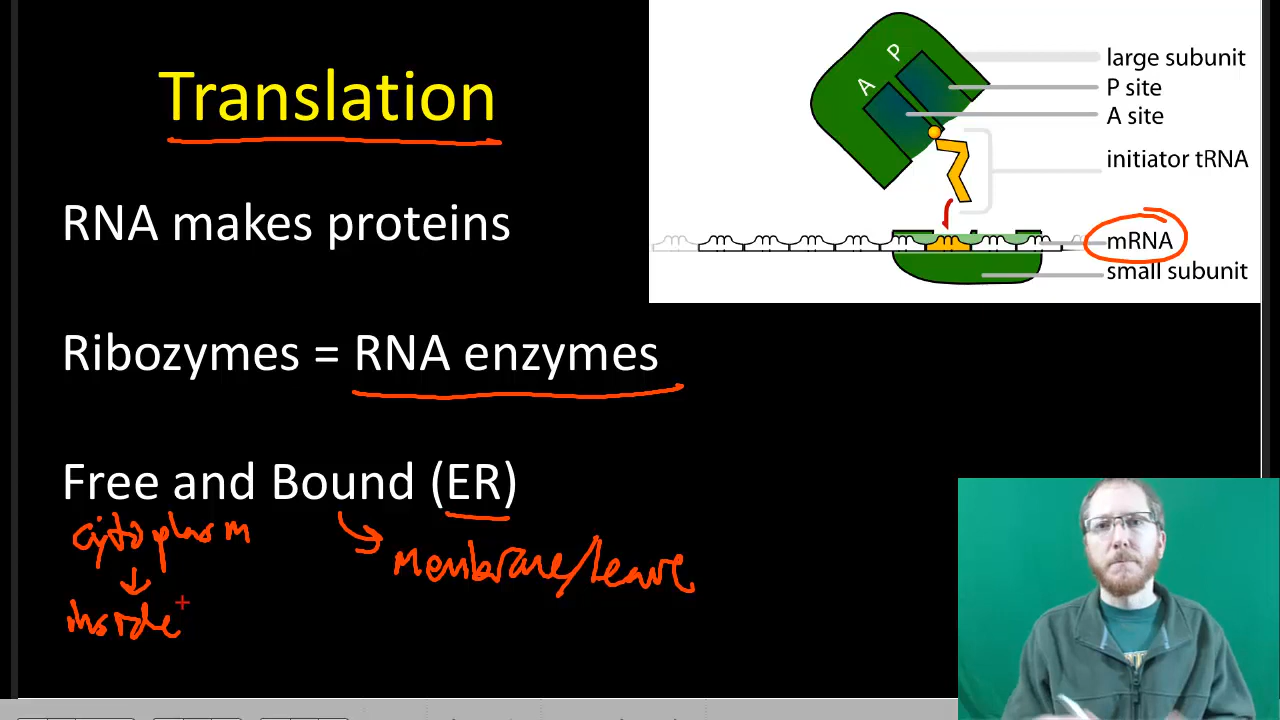 Translation
RNA makes proteins
Ribozymes = RNA enzymes
Free and Bound (ER)
cytoplasm
inside
Membrane/Leave
A
P
large subunit
P site
A site
initiator tRNA
mRNA
small subunit